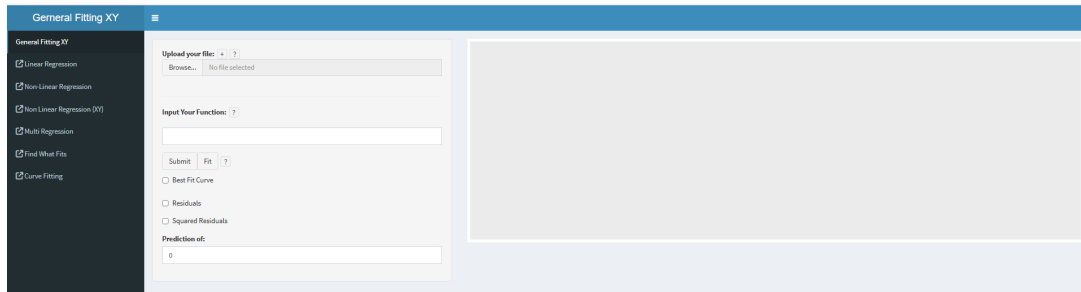 Gerneral Fitting XY
General Fitting XY
Linear Regression
Non-Linear Regression
Non Linear Regression (XY)
Multi Regression
Find What Fits
Curve Fitting
Upload your file: + ?
Browse... No file selected
Input Your Function: ?
Submit Fit ?
Best Fit Curve
Residuals
Squared Residuals
Prediction of:
0